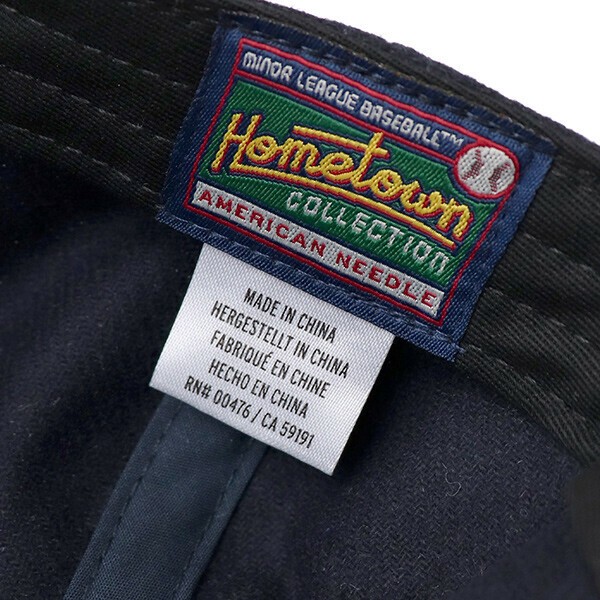 MINOR LEAGUE BASEBALL™
Hometown
COLLECTION
AMERICAN NEEDLE
MADE IN CHINA
HERGESTELLT IN CHINA
FABRIQUÉ EN CHINE
HECHO EN CHINA
RN# 00476 / CA 59191